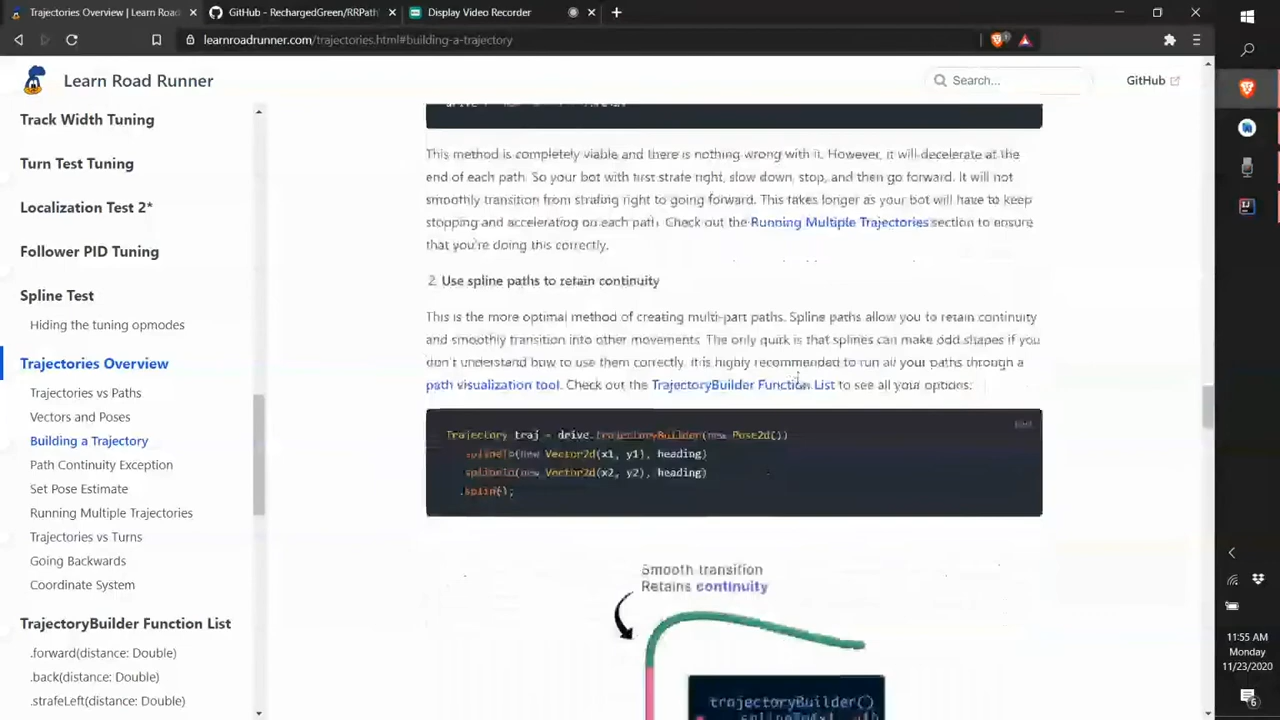 Trajectories Overview | Learn Road
GitHub - RechargedGreen/RRPath
Display Video Recorder
learnroadrunner.com/trajectories.html#building-a-trajectory
Learn Road Runner
Search...
GitHub
Track Width Tuning
Turn Test Tuning
Localization Test 2*
Follower PID Tuning
Spline Test
Hiding the tuning opmodes
Trajectories Overview
Trajectories vs Paths
Vectors and Poses
Building a Trajectory
Path Continuity Exception
Set Pose Estimate
Running Multiple Trajectories
Trajectories vs Turns
Going Backwards
Coordinate System
TrajectoryBuilder Function List
.forward(distance: Double)
.back(distance: Double)
.strafeLeft(distance: Double)
This method is completely viable and there is nothing wrong with it. However, it will decelerate at the
end of each path. So your bot with first strafe right, slow down, stop, and then go forward. It will not
smoothly transition from strafing right to going forward. This takes longer as your bot will have to keep
stopping and accelerating on each path. Check out the Running Multiple Trajectories section to ensure
that you're doing this correctly.
2. Use spline paths to retain continuity
This is the more optimal method of creating multi-part paths. Spline paths allow you to retain continuity
and smoothly transition into other movements. The only quick is that splines can make odd shapes if you
don't understand how to use them correctly. It is highly recommended to run all your paths through a
path visualization tool. Check out the TrajectoryBuilder Function List to see all your options.
Trajectory traj = drive.trajectoryBuilder(new Pose2d())
.splineTo(new Vector2d(x1, y1), heading)
.splineTo(new Vector2d(x2, y2), heading)
Smooth transition
Retains continuity
trajectoryBuilder()
11:55 AM
Monday
11/23/2020
6